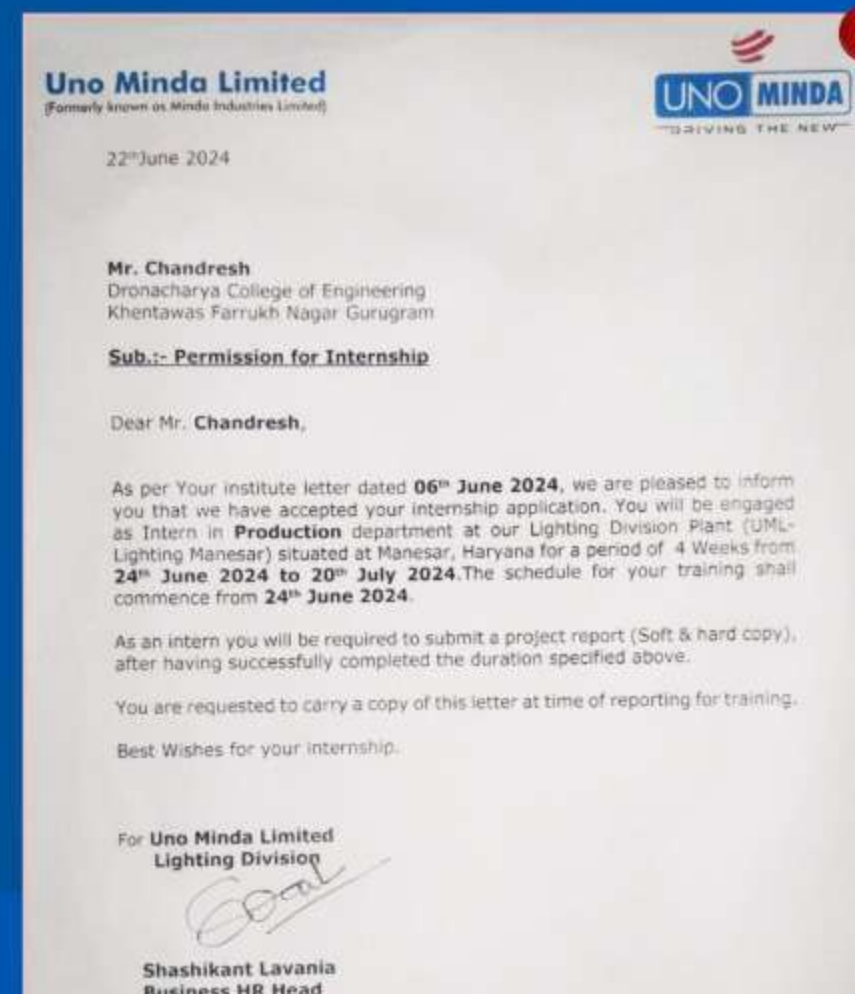 Uno Minda Limited
(Formerly known as Minda Industries Limited)
UNO MINDA
DRIVING THE NEW
22th June 2024
Mr. Chandresh
Dronacharya College of Engineering
Khentawas Farrukh Nagar Gurugram
Sub.:- Permission for Internship
Dear Mr. Chandresh,
As per Your institute letter dated 06th June 2024, we are pleased to inform
you that we have accepted your internship application. You will be engaged
as Intern in Production department at our Lighting Division Plant (UML-
Lighting Manesar) situated at Manesar, Haryana for a period of 4 Weeks from
24th June 2024 to 20th July 2024.The schedule for your training shall
commence from 24th June 2024.
As an intern you will be required to submit a project report (Soft & hard copy),
after having successfully completed the duration specified above.
You are requested to carry a copy of this letter at time of reporting for training.
Best Wishes for your internship.
For Uno Minda Limited
Lighting Division
Shashikant Lavania
Business HR Head